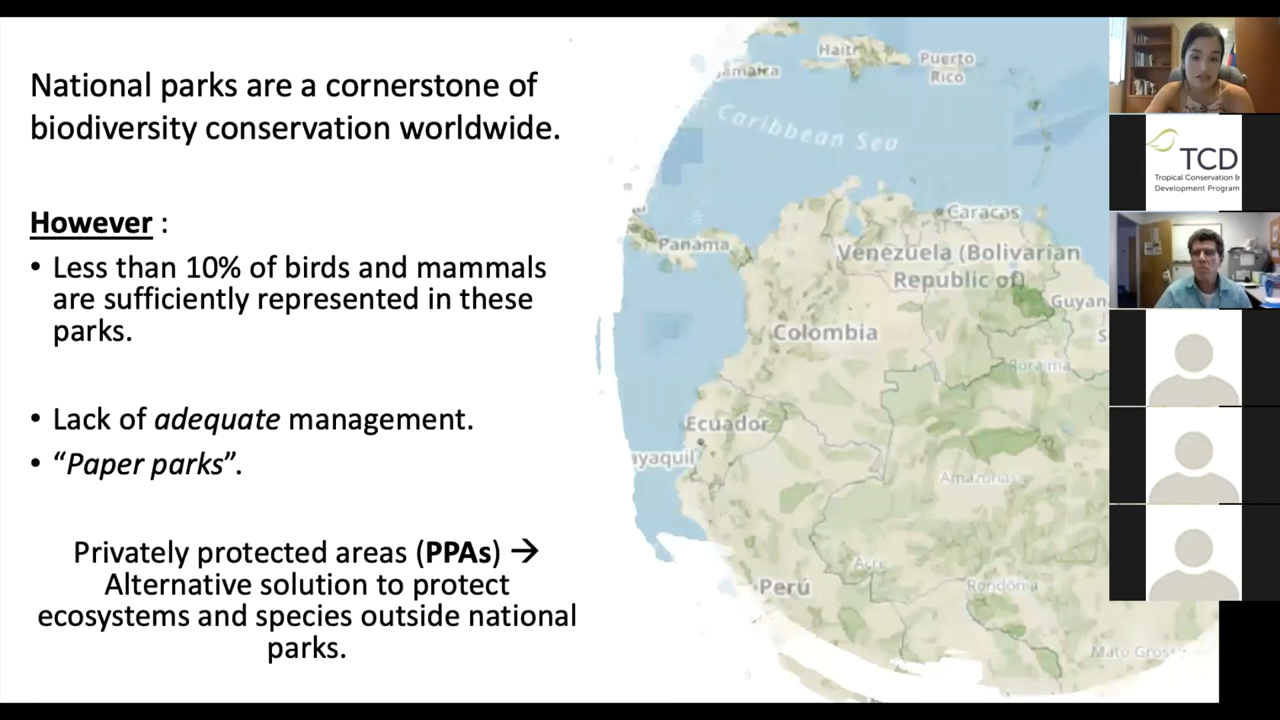 National parks are a cornerstone of
biodiversity conservation worldwide.
However :
• Less than 10% of birds and mammals
are sufficiently represented in these
parks.
• Lack of adequate management.
• “Paper parks”.
Privately protected areas (PPAs) →
Alternative solution to protect
ecosystems and species outside national
parks.
Haiti
Jamaica
Puerto
Rico
Caribbean Sea
Caracas
Panama
Venezuela (Bolivarian
Republic of)
Guyan
Colombia
S
Roraima
Ecuador
ayaquil
Amazonas
Acre
Perú
Rondônia
Mato Gross
TCD
Tropical Conservation &
Development Program